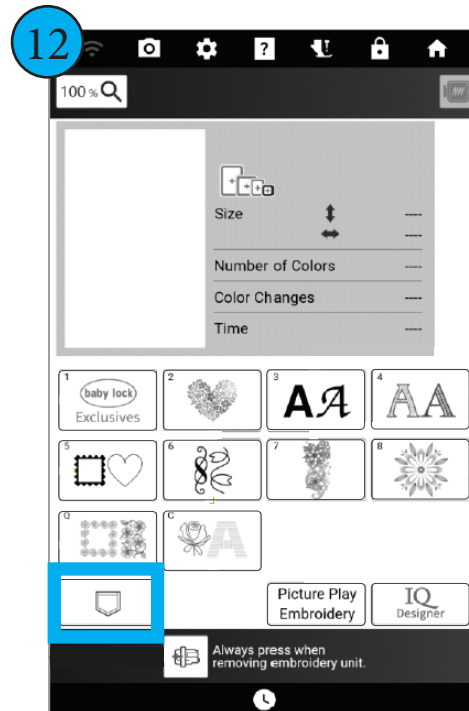 12
?
100 %
Size ----
----
Number of Colors ----
Color Changes ----
Time ----
1 2 3 4
baby lock
Exclusives
AA AA
5 6 7 8
Q C
A
Picture Play
Embroidery
IQ
Designer
Always press when
removing embroidery unit.